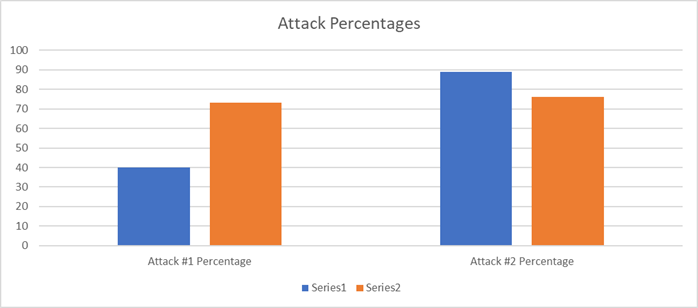 Attack Percentages
100
90
80
70
60
50
40
30
20
10
0
Attack #1 Percentage
Attack #2 Percentage
Series1
Series2